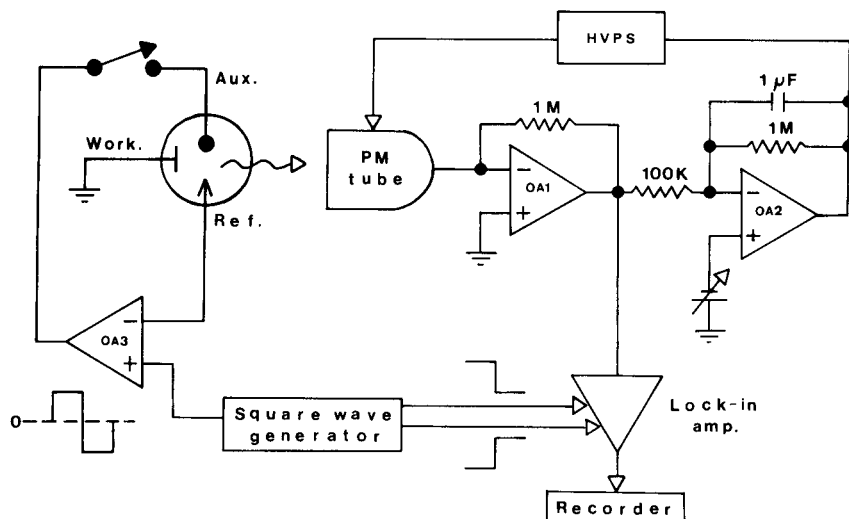 HVPS
Aux.
1 µF
1M
1M
Work.
PM
tube
100K
OA1
OA2
Ref.
OA3
0
Square wave
generator
Lock-in
amp.
Recorder